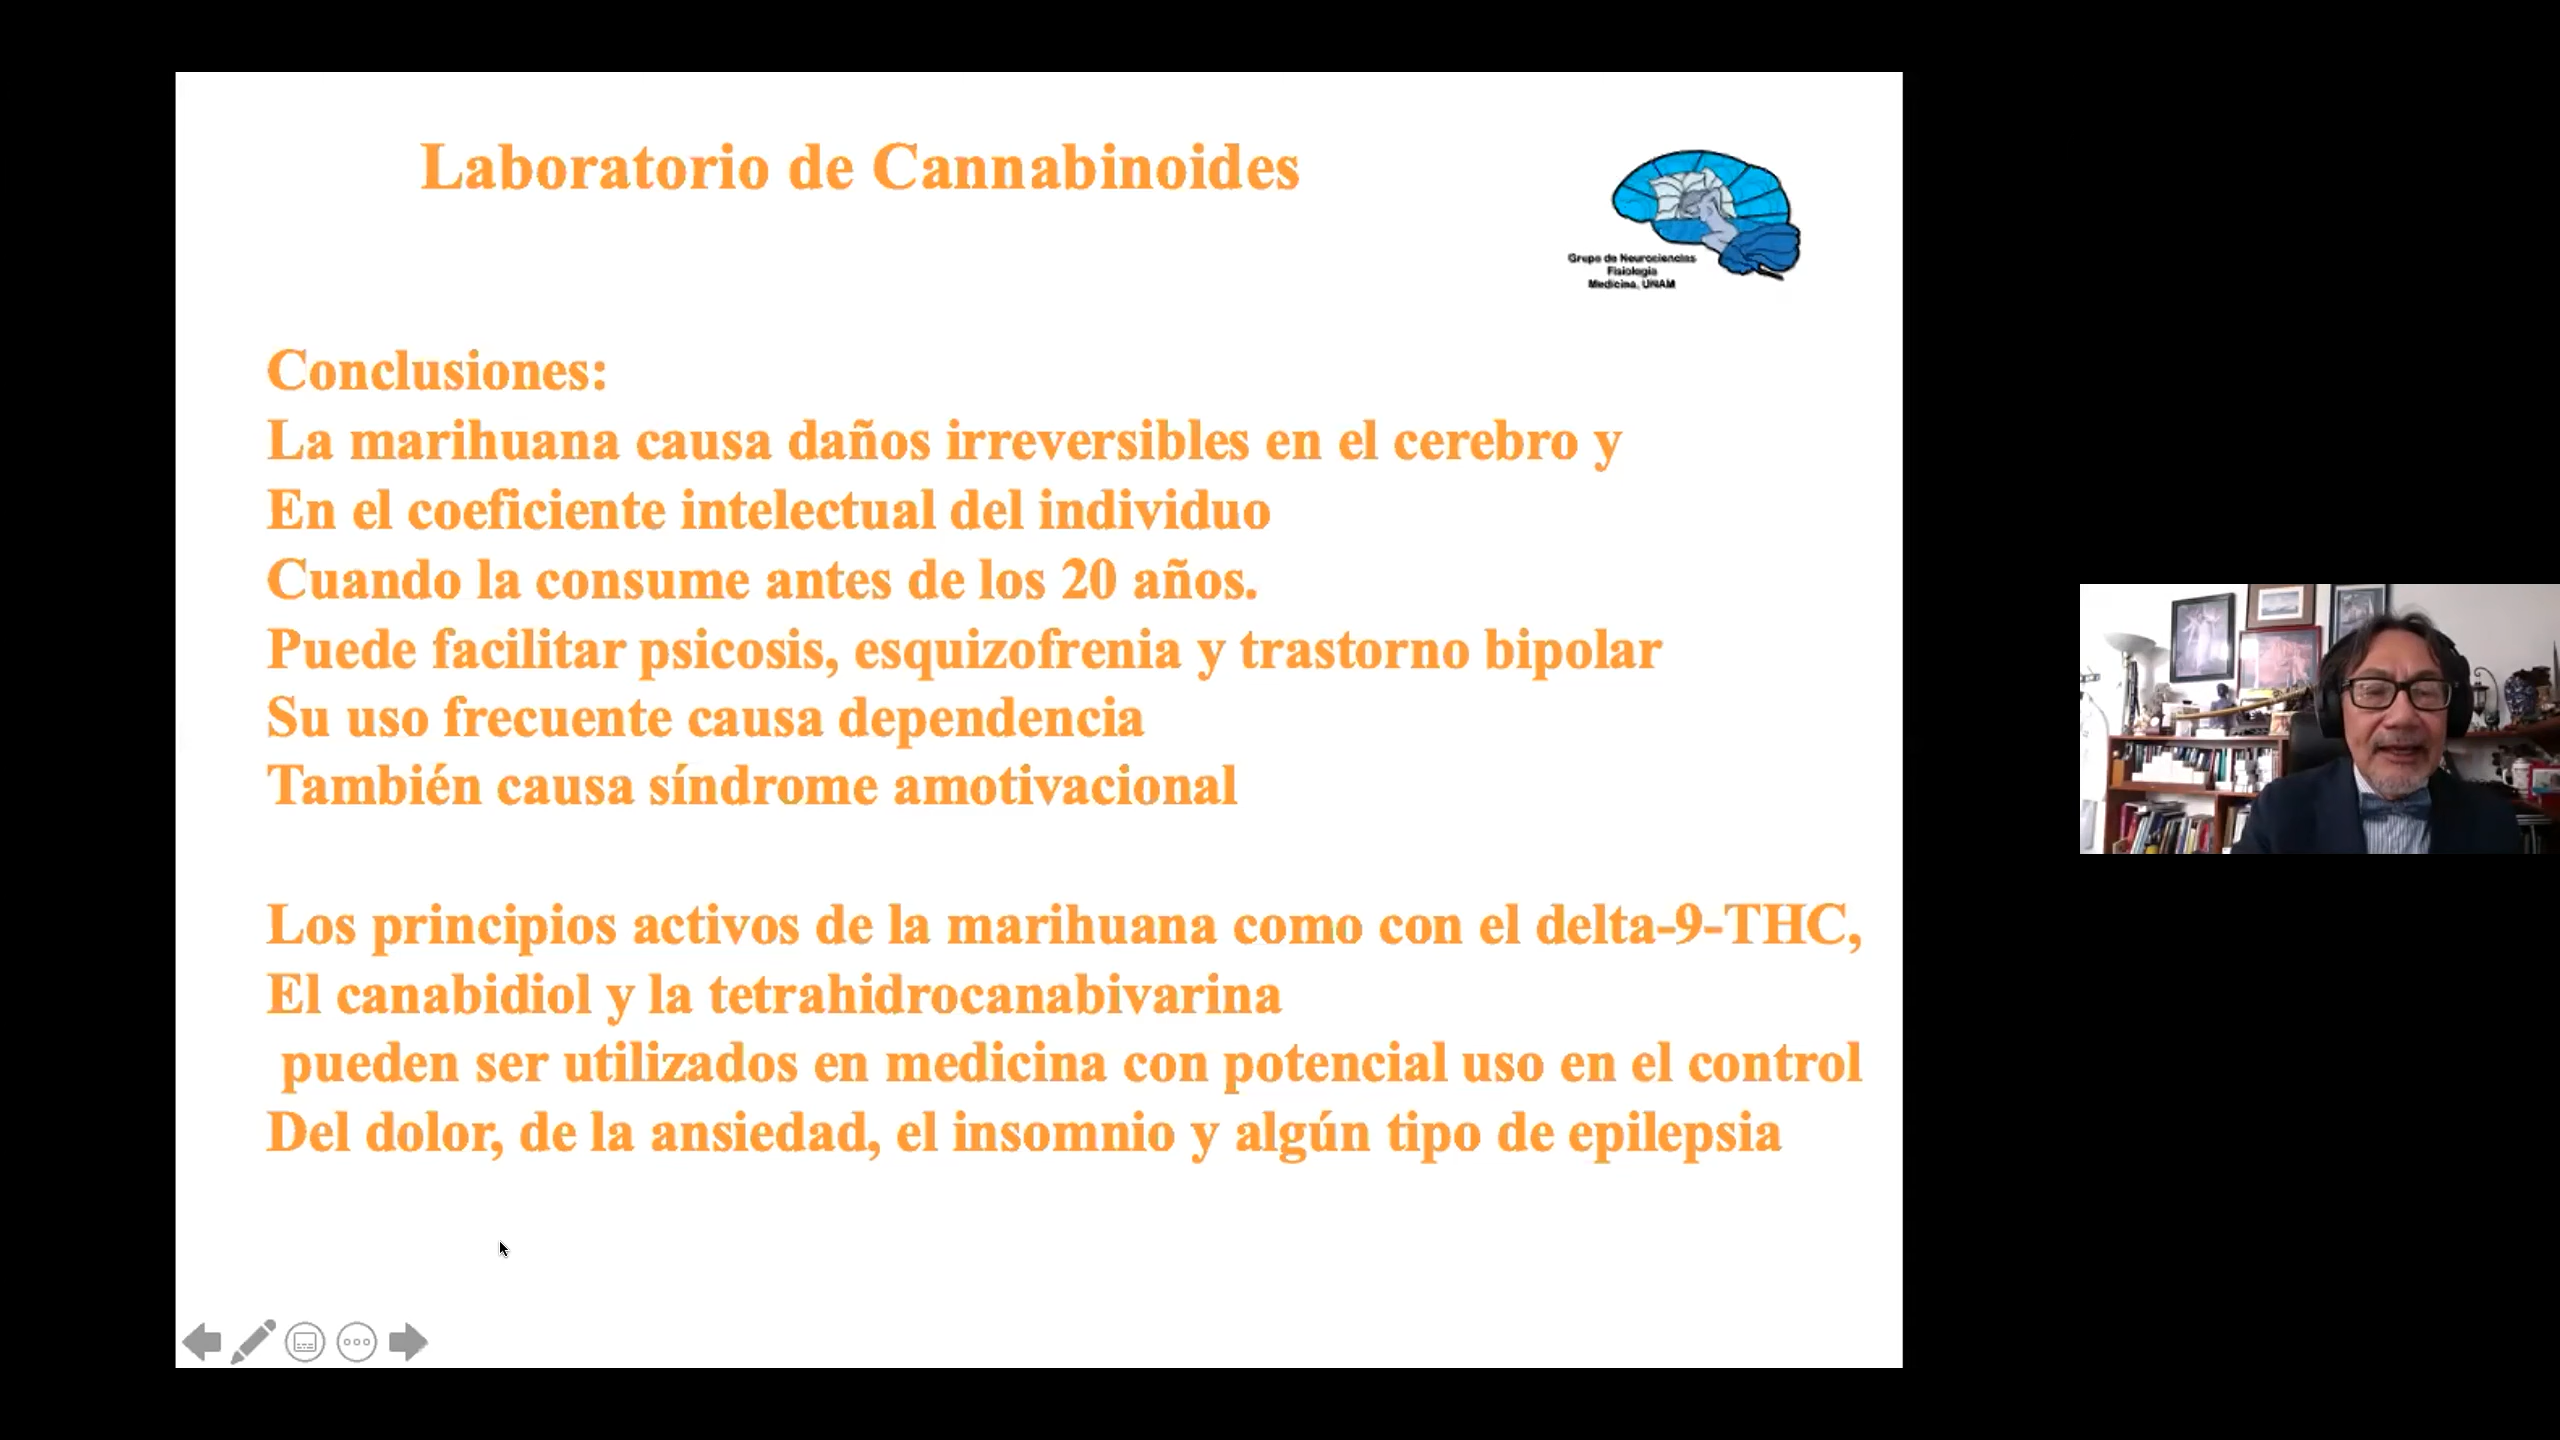 Laboratorio de Cannabinoides
Grupo de Neurociencias
Fisiología
Medicina, UNAM
Conclusiones:
La marihuana causa daños irreversibles en el cerebro y
En el coeficiente intelectual del individuo
Cuando la consume antes de los 20 años.
Puede facilitar psicosis, esquizofrenia y trastorno bipolar
Su uso frecuente causa dependencia
También causa síndrome amotivacional
Los principios activos de la marihuana como con el delta-9-THC,
El canabidiol y la tetrahidrocanabivarina
pueden ser utilizados en medicina con potencial uso en el control
Del dolor, de la ansiedad, el insomnio y algún tipo de epilepsia